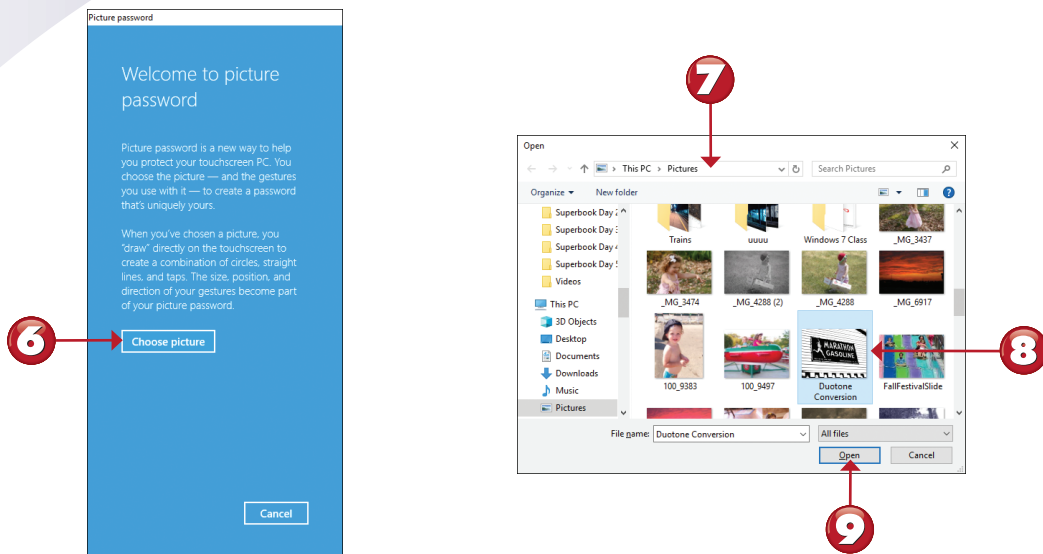 Picture password
Welcome to picture
password
Picture password is a new way to help
you protect your touchscreen PC. You
choose the picture — and the gestures
you use with it — to create a password
that's uniquely yours.
When you've chosen a picture, you
"draw" directly on the touchscreen to
create a combination of circles, straight
lines, and taps. The size, position, and
direction of your gestures become part
of your picture password.
6
Choose picture
Cancel
7
Open
This PC > Pictures
Search Pictures
Organize
New folder
Superbook Day
Superbook Day
Superbook Day
Superbook Day
Videos
This PC
3D Objects
Desktop
Documents
Downloads
Music
Pictures
Trains
uuuu
Windows 7 Class
_MG_3437
_MG_3474
_MG_4288 (2)
_MG_4288
_MG_6917
MARATHON
GASOLINE
100_9383
100_9497
Duotone
Conversion
FallFestivalSlide
8
File name:
Duotone Conversion
All files
Open
Cancel
9